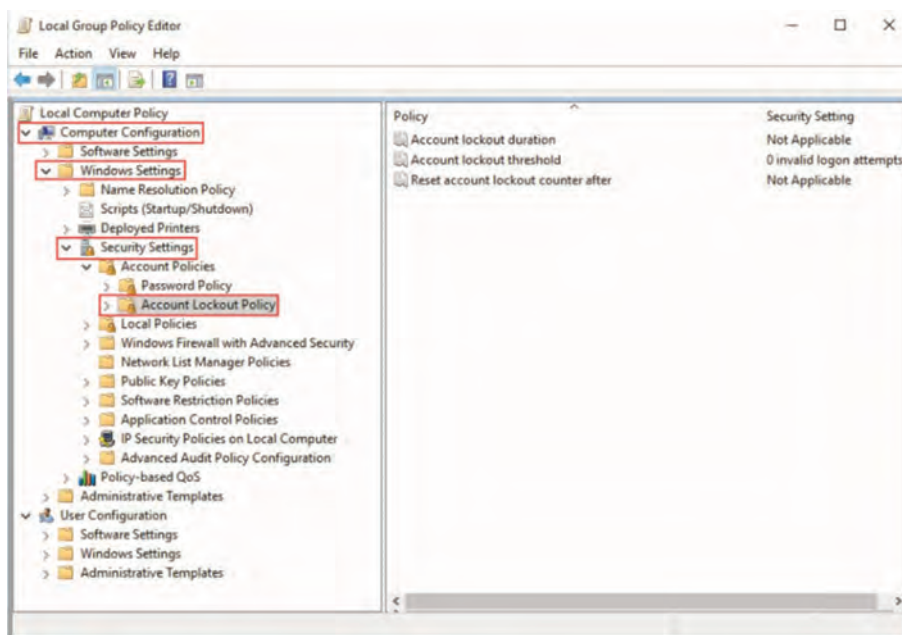 Local Group Policy Editor
File Action View Help
Local Computer Policy
Computer Configuration
Software Settings
Windows Settings
Name Resolution Policy
Scripts (Startup/Shutdown)
Deployed Printers
Security Settings
Account Policies
Password Policy
Account Lockout Policy
Local Policies
Windows Firewall with Advanced Security
Network List Manager Policies
Public Key Policies
Software Restriction Policies
Application Control Policies
IP Security Policies on Local Computer
Advanced Audit Policy Configuration
Policy-based QoS
Administrative Templates
User Configuration
Software Settings
Windows Settings
Administrative Templates
Policy Security Setting
Account lockout duration Not Applicable
Account lockout threshold 0 invalid logon attempts
Reset account lockout counter after Not Applicable